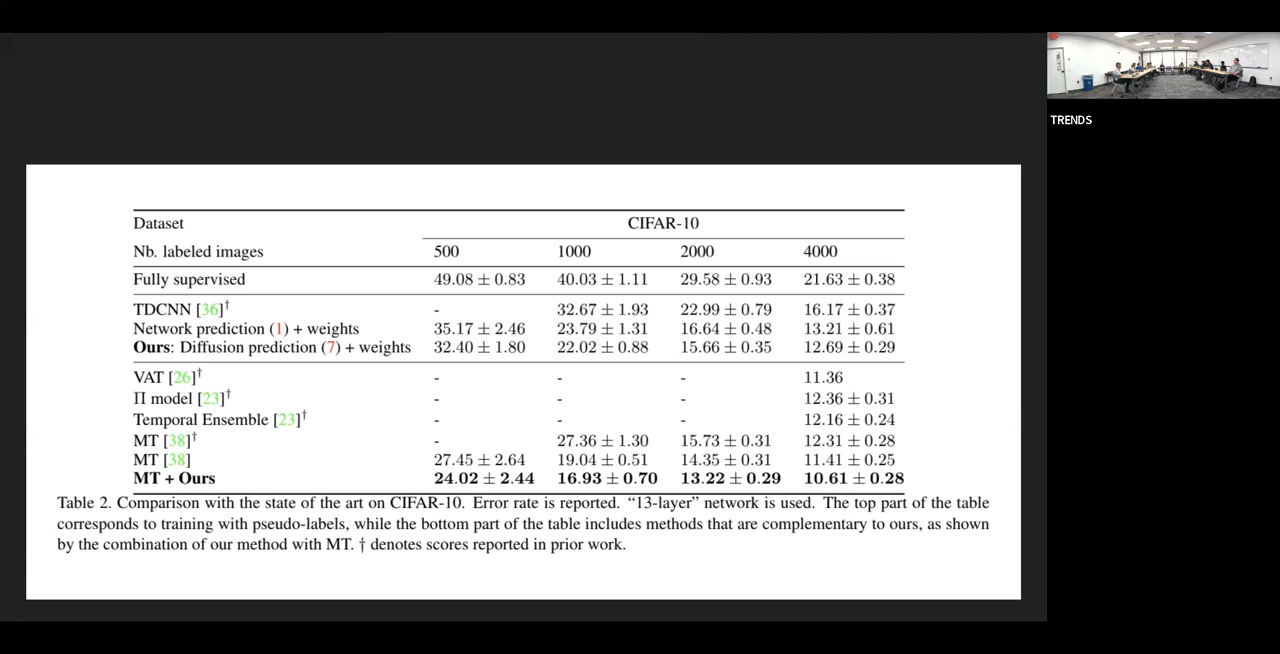 TRENDS
Dataset CIFAR-10
Nb. labeled images 500 1000 2000 4000
Fully supervised 49.08 ± 0.83 40.03 ± 1.11 29.58 ± 0.93 21.63 ± 0.38
TDCNN [36]† - 32.67 ± 1.93 22.99 ± 0.79 16.17 ± 0.37
Network prediction (1) + weights 35.17 ± 2.46 23.79 ± 1.31 16.64 ± 0.48 13.21 ± 0.61
Ours: Diffusion prediction (7) + weights 32.40 ± 1.80 22.02 ± 0.88 15.66 ± 0.35 12.69 ± 0.29
VAT [26]† - - - 11.36
Π model [23]† - - - 12.36 ± 0.31
Temporal Ensemble [23]† - - - 12.16 ± 0.24
MT [38]† - 27.36 ± 1.30 15.73 ± 0.31 12.31 ± 0.28
MT [38] 27.45 ± 2.64 19.04 ± 0.51 14.35 ± 0.31 11.41 ± 0.25
MT + Ours 24.02 ± 2.44 16.93 ± 0.70 13.22 ± 0.29 10.61 ± 0.28
Table 2. Comparison with the state of the art on CIFAR-10. Error rate is reported. “13-layer” network is used. The top part of the table
corresponds to training with pseudo-labels, while the bottom part of the table includes methods that are complementary to ours, as shown
by the combination of our method with MT. † denotes scores reported in prior work.